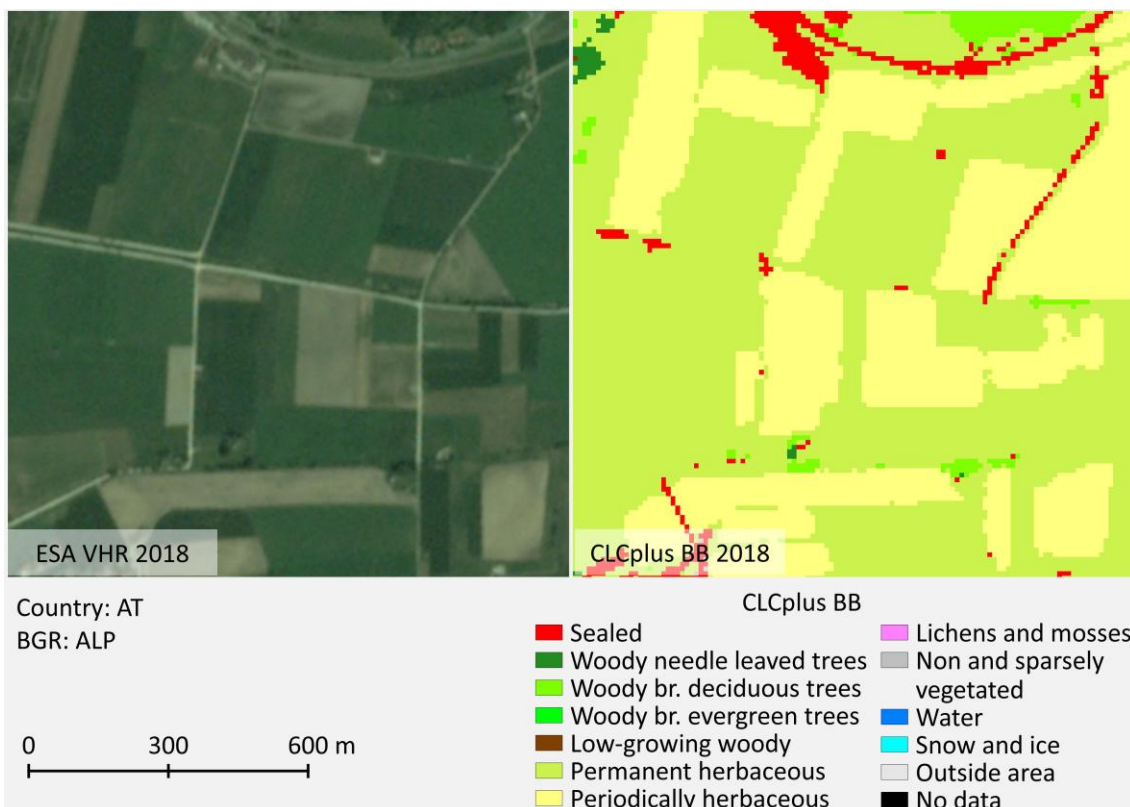 ESA VHR 2018
CLCplus BB 2018
Country: AT
BGR: ALP
CLCplus BB
Sealed
Woody needle leaved trees
Woody br. deciduous trees
Woody br. evergreen trees
Low-growing woody
Permanent herbaceous
Periodically herbaceous
Lichens and mosses
Non and sparsely
vegetated
Water
Snow and ice
Outside area
No data
0 300 600 m